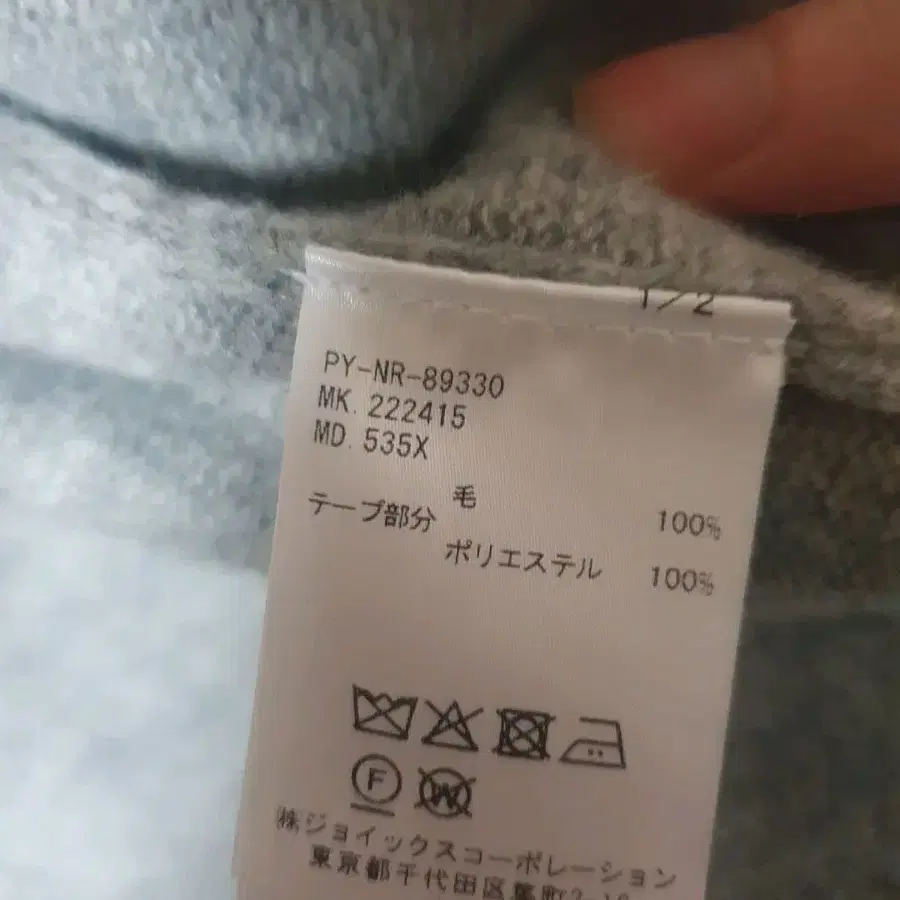 1/2
PY-NR-89330
MK. 222415
MD. 535X
毛 100%
テープ部分
ポリエステル 100%
F
W
㈱ジョイックスコーポレーション
東京都千代田区